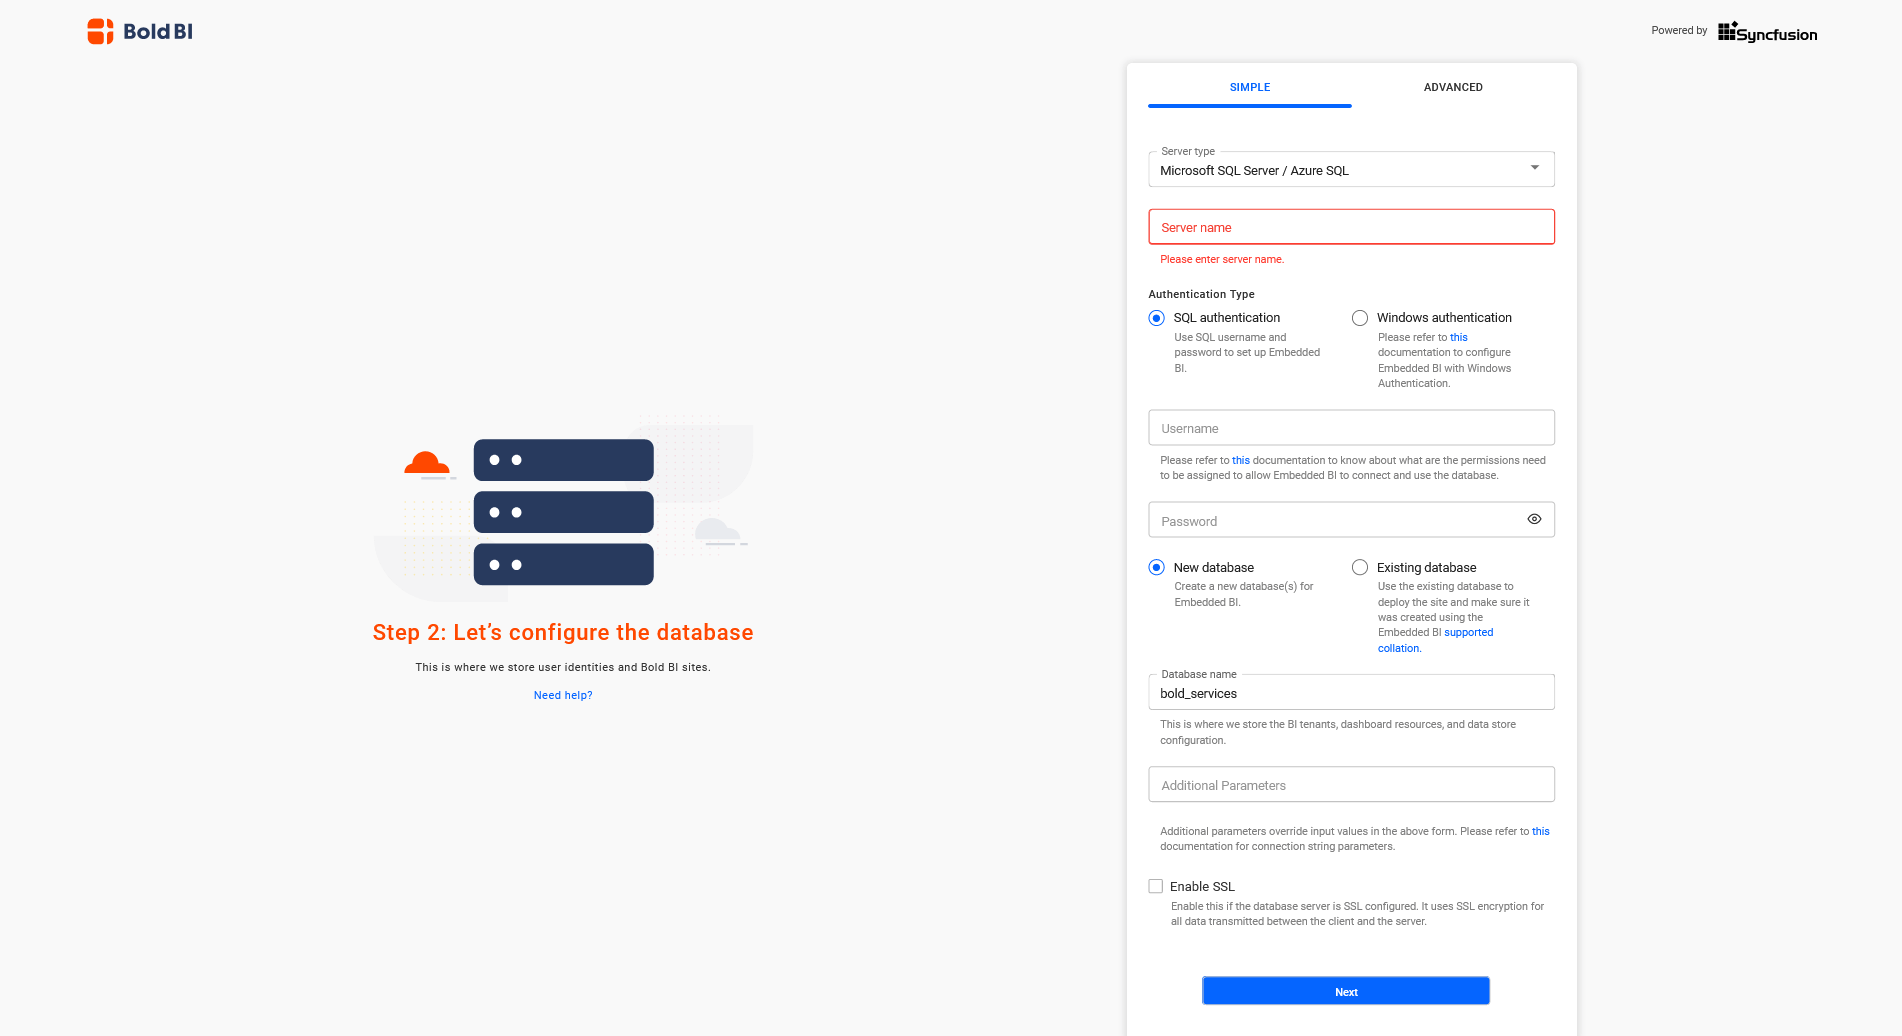 Bold BI
Powered by Syncfusion
SIMPLE
ADVANCED
Server type
Microsoft SQL Server / Azure SQL
Server name
Please enter server name.
Authentication Type
SQL authentication
Use SQL username and
password to set up Embedded
BI.
Windows authentication
Please refer to this
documentation to configure
Embedded BI with Windows
Authentication.
Username
Please refer to this documentation to know about what are the permissions need
to be assigned to allow Embedded BI to connect and use the database.
Password
New database
Create a new database(s) for
Embedded BI.
Existing database
Use the existing database to
deploy the site and make sure it
was created using the
Embedded BI supported
collation.
Database name
bold_services
This is where we store the BI tenants, dashboard resources, and data store
configuration.
Additional Parameters
Additional parameters override input values in the above form. Please refer to this
documentation for connection string parameters.
Enable SSL
Enable this if the database server is SSL configured. It uses SSL encryption for
all data transmitted between the client and the server.
Next
Step 2: Let’s configure the database
This is where we store user identities and Bold BI sites.
Need help?